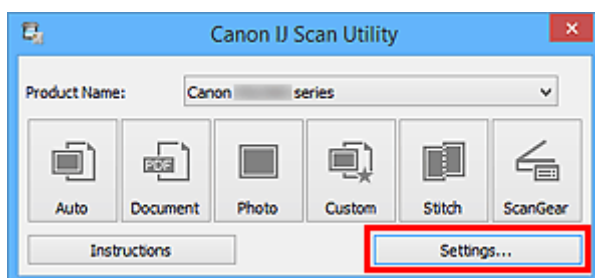 Canon IJ Scan Utility
Product Name: Canon series
Auto Document Photo Custom Stitch ScanGear
PDF
Instructions Settings...